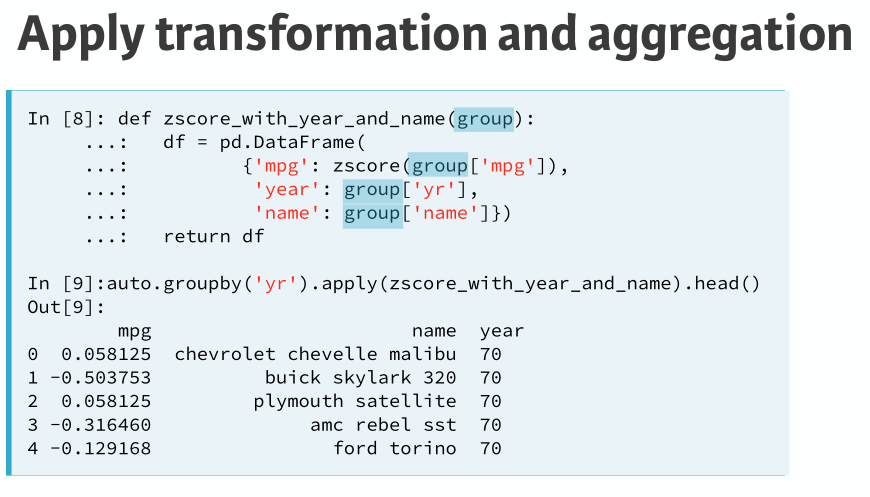 Apply transformation and aggregation
In [8]: def zscore_with_year_and_name(group):
   ...:   df = pd.DataFrame(
   ...:          {'mpg': zscore(group['mpg']),
   ...:           'year': group['yr'],
   ...:           'name': group['name']})
   ...:   return df
In [9]:auto.groupby('yr').apply(zscore_with_year_and_name).head()
Out[9]:
        mpg                       name  year
0  0.058125  chevrolet chevelle malibu  70
1 -0.503753          buick skylark 320  70
2  0.058125         plymouth satellite  70
3 -0.316460              amc rebel sst  70
4 -0.129168                ford torino  70